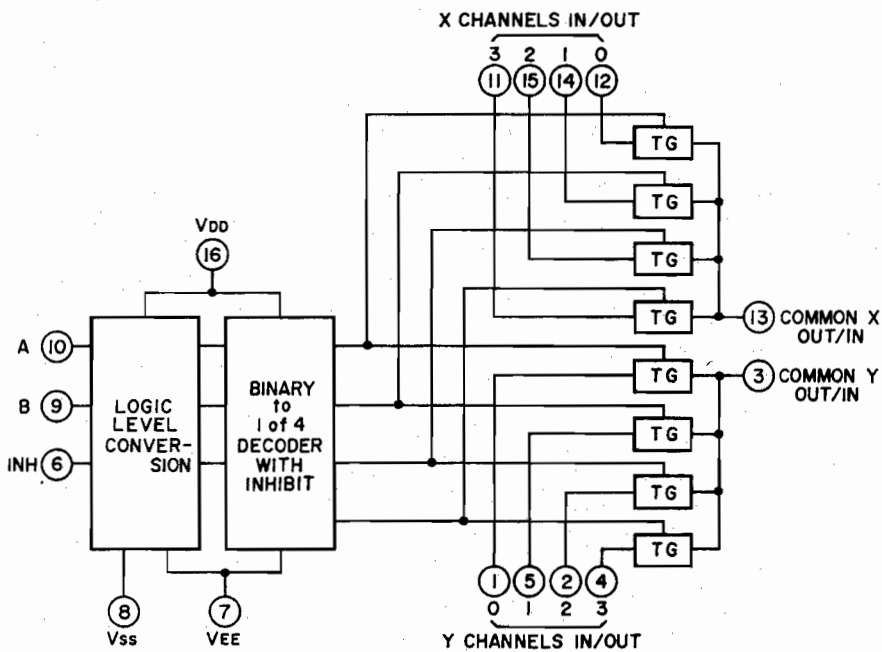 X CHANNELS IN/OUT
3 2 1 0
11 15 14 12
TG
TG
TG
TG
13 COMMON X
OUT/IN
VDD
16
A 10
B 9
INH 6
LOGIC
LEVEL
CONVER-
SION
BINARY
to
1 of 4
DECODER
WITH
INHIBIT
TG
TG
TG
TG
3 COMMON Y
OUT/IN
8
VSS
7
VEE
1 5 2 4
0 1 2 3
Y CHANNELS IN/OUT